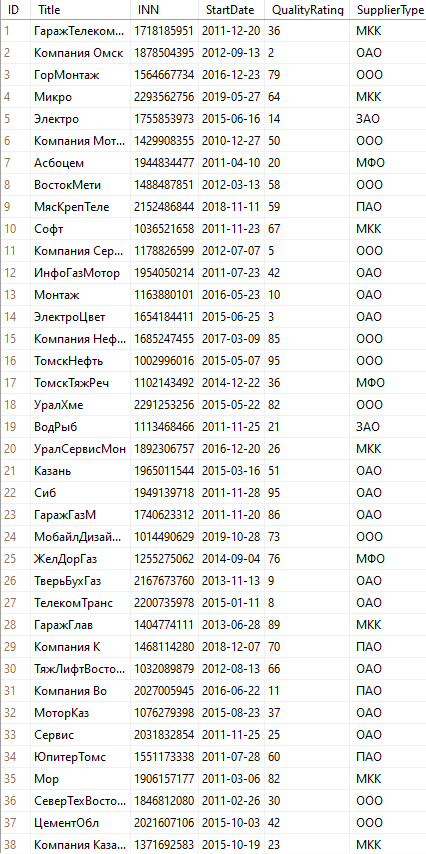 ID Title INN StartDate QualityRating SupplierType
1 ГаражТелеком... 1718185951 2011-12-20 36 МКК
2 Компания Омск 1878504395 2012-09-13 2 ОАО
3 ГорМонтаж 1564667734 2016-12-23 79 ООО
4 Микро 2293562756 2019-05-27 64 МКК
5 Электро 1755853973 2015-06-16 14 ЗАО
6 Компания Мот... 1429908355 2010-12-27 50 ООО
7 Асбоцем 1944834477 2011-04-10 20 МФО
8 ВостокМети 1488487851 2012-03-13 58 ООО
9 МясКрепТеле 2152486844 2018-11-11 59 ПАО
10 Софт 1036521658 2011-11-23 67 МКК
11 Компания Сер... 1178826599 2012-07-07 5 ООО
12 ИнфоГазМотор 1954050214 2011-07-23 42 ОАО
13 Монтаж 1163880101 2016-05-23 10 ОАО
14 ЭлектроЦвет 1654184411 2015-06-25 3 ОАО
15 Компания Неф... 1685247455 2017-03-09 85 ООО
16 ТомскНефть 1002996016 2015-05-07 95 ООО
17 ТомскТяжРеч 1102143492 2014-12-22 36 МФО
18 УралХме 2291253256 2015-05-22 82 ООО
19 ВодРыб 1113468466 2011-11-25 21 ЗАО
20 УралСервисМон 1892306757 2016-12-20 26 МКК
21 Казань 1965011544 2015-03-16 51 ОАО
22 Сиб 1949139718 2011-11-28 95 ОАО
23 ГаражГазМ 1740623312 2011-11-20 86 ОАО
24 МобайлДизай... 1014490629 2019-10-28 73 ООО
25 ЖелДорГаз 1255275062 2014-09-04 76 МФО
26 ТверьБухГаз 2167673760 2013-11-13 9 ОАО
27 ТелекомТранс 2200735978 2015-01-11 8 ОАО
28 ГаражГлав 1404774111 2013-06-28 89 МКК
29 Компания К 1468114280 2018-12-07 70 ПАО
30 ТяжЛифтВосто... 1032089879 2012-08-13 66 ОАО
31 Компания Во 2027005945 2016-06-22 11 ПАО
32 МоторКаз 1076279398 2015-08-23 37 ОАО
33 Сервис 2031832854 2011-11-25 25 ОАО
34 ЮпитерТомс 1551173338 2011-07-28 60 ПАО
35 Мор 1906157177 2011-03-06 82 МКК
36 СеверТехВосто... 1846812080 2011-02-26 30 ООО
37 ЦементОбл 2021607106 2015-10-03 42 ООО
38 Компания Каза... 1371692583 2015-10-19 23 МКК